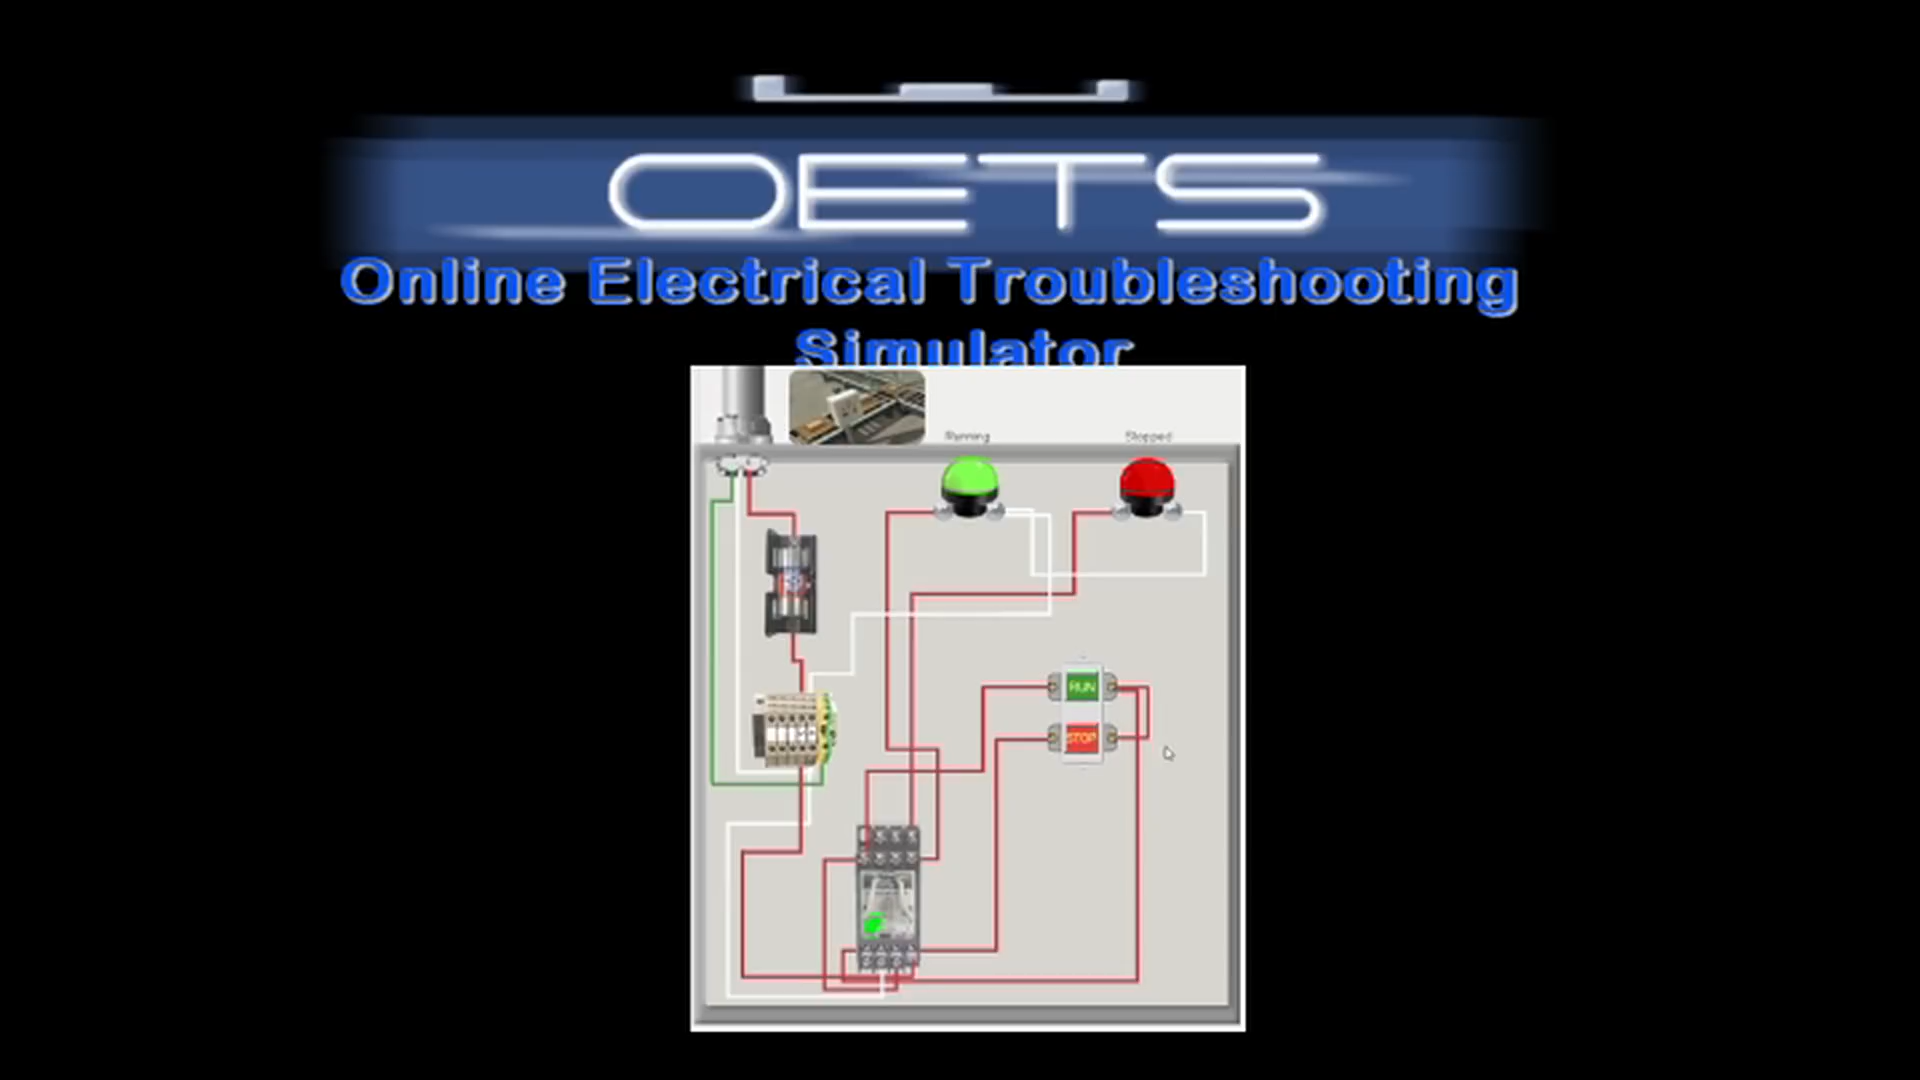 OETS
Online Electrical Troubleshooting
Simulator
Running
Stopped
RUN
STOP